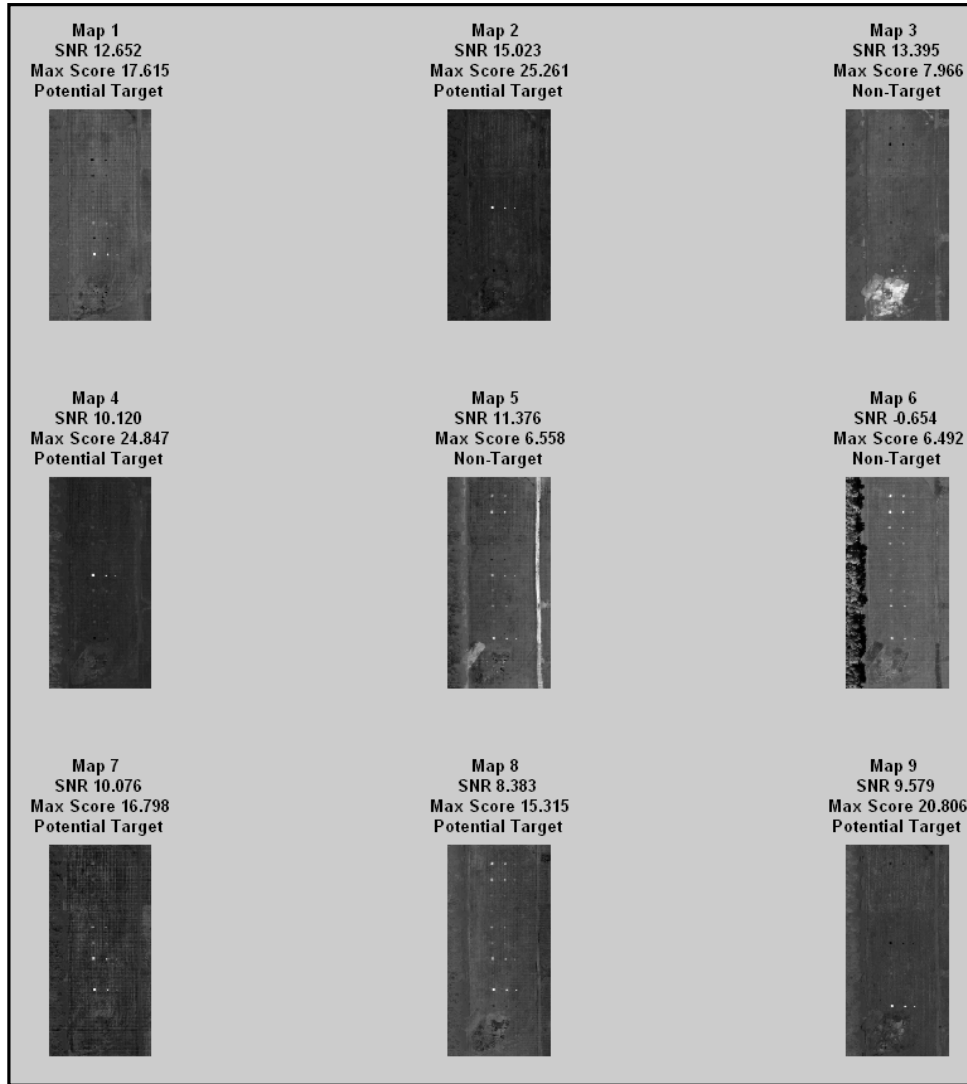 Map 1
SNR 12.652
Max Score 17.615
Potential Target
Map 2
SNR 15.023
Max Score 25.261
Potential Target
Map 3
SNR 13.395
Max Score 7.966
Non-Target
Map 4
SNR 10.120
Max Score 24.847
Potential Target
Map 5
SNR 11.376
Max Score 6.558
Non-Target
Map 6
SNR -0.654
Max Score 6.492
Non-Target
Map 7
SNR 10.076
Max Score 16.798
Potential Target
Map 8
SNR 8.383
Max Score 15.315
Potential Target
Map 9
SNR 9.579
Max Score 20.806
Potential Target